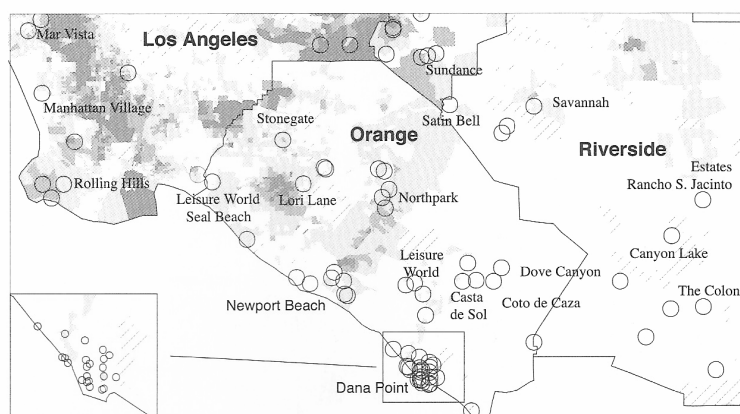 Mar Vista
Los Angeles
Sundance
Manhattan Village
Stonegate
Satin Bell
Savannah
Orange
Riverside
Estates
Rancho S. Jacinto
Rolling Hills
Leisure World
Seal Beach
Lori Lane
Northpark
Canyon Lake
Leisure
World
Dove Canyon
Casta
de Sol
Coto de Caza
The Colon
Newport Beach
Dana Point